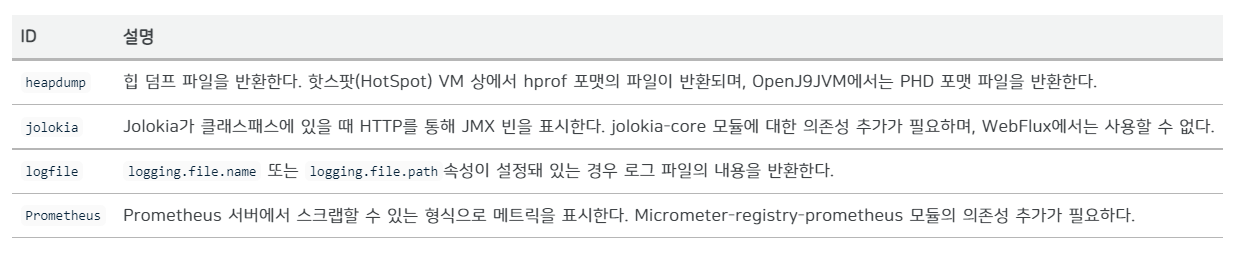 ID 설명
heapdump 힙 덤프 파일을 반환한다. 핫스팟(HotSpot) VM 상에서 hprof 포맷의 파일이 반환되며, OpenJ9JVM에서는 PHD 포맷 파일을 반환한다.
jolokia Jolokia가 클래스패스에 있을 때 HTTP를 통해 JMX 빈을 표시한다. jolokia-core 모듈에 대한 의존성 추가가 필요하며, WebFlux에서는 사용할 수 없다.
logfile logging.file.name 또는 logging.file.path 속성이 설정돼 있는 경우 로그 파일의 내용을 반환한다.
Prometheus Prometheus 서버에서 스크랩할 수 있는 형식으로 메트릭을 표시한다. Micrometer-registry-prometheus 모듈의 의존성 추가가 필요하다.